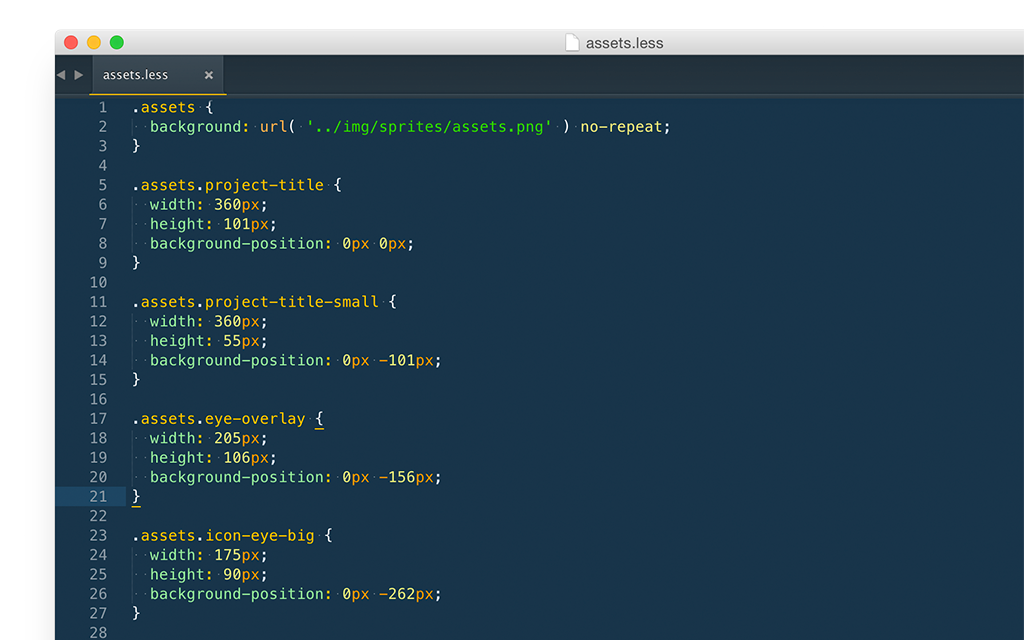 assets.less
assets.less ×
1 .assets {
2 background: url( '../img/sprites/assets.png' ) no-repeat;
3 }
4
5 .assets.project-title {
6 width: 360px;
7 height: 101px;
8 background-position: 0px 0px;
9 }
10
11 .assets.project-title-small {
12 width: 360px;
13 height: 55px;
14 background-position: 0px -101px;
15 }
16
17 .assets.eye-overlay {
18 width: 205px;
19 height: 106px;
20 background-position: 0px -156px;
21 }
22
23 .assets.icon-eye-big {
24 width: 175px;
25 height: 90px;
26 background-position: 0px -262px;
27 }
28